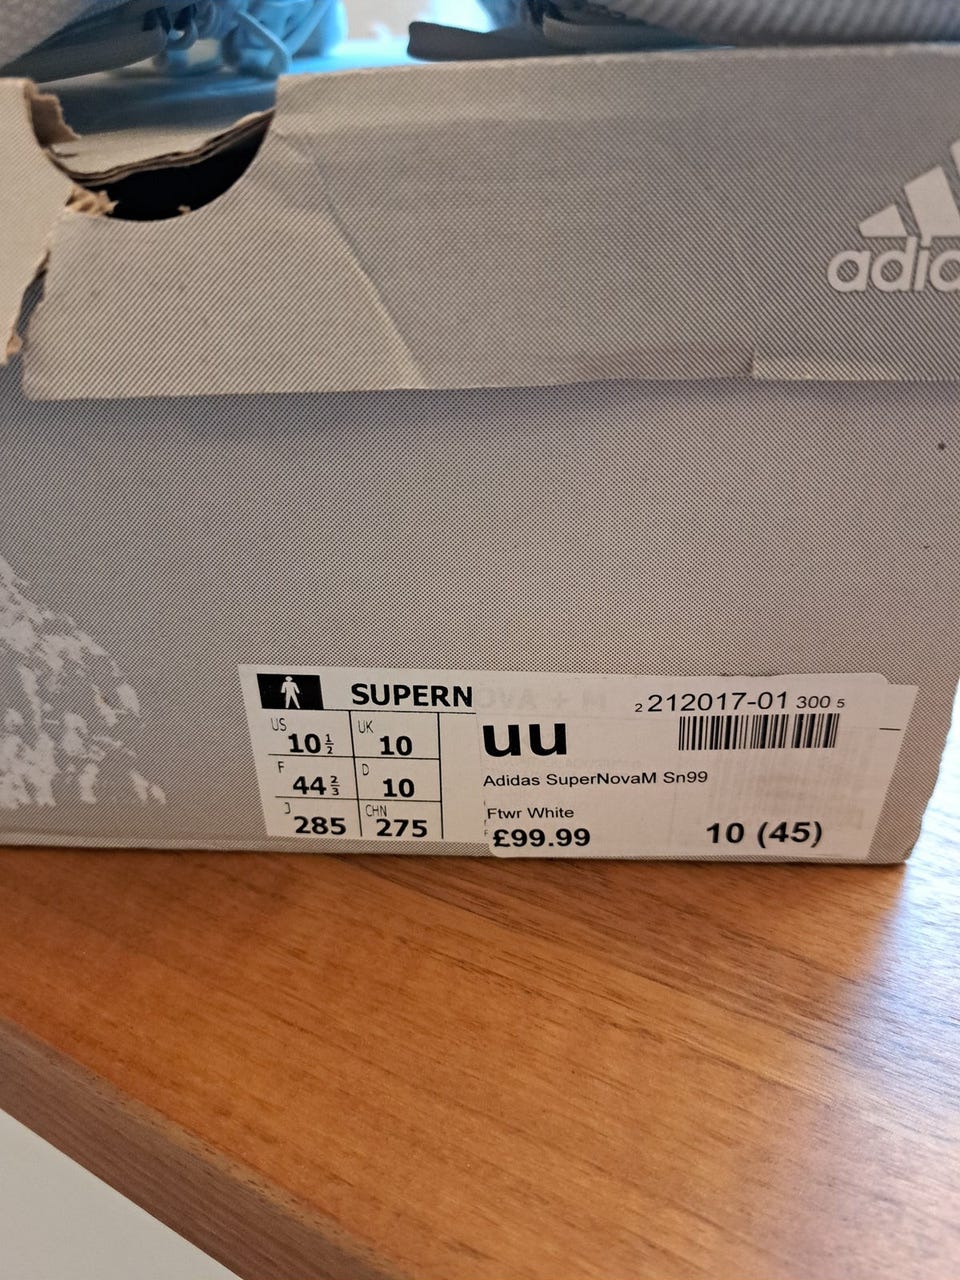 adid
SUPERN
US 10½
UK 10
F 44⅔
D 10
J 285
CHN 275
2 212017-01 300 5
uu
Adidas SuperNovaM Sn99
Ftwr White
£99.99
10 (45)